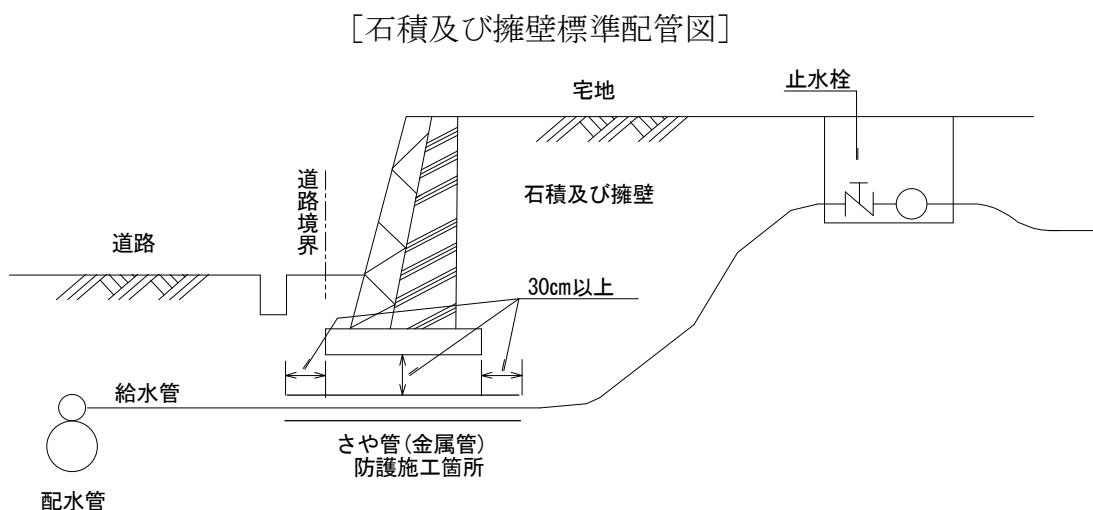 ［石積及び擁壁標準配管図］
宅地
止水栓
道路境界
石積及び擁壁
道路
30㎝以上
給水管
さや管(金属管)
防護施工箇所
配水管